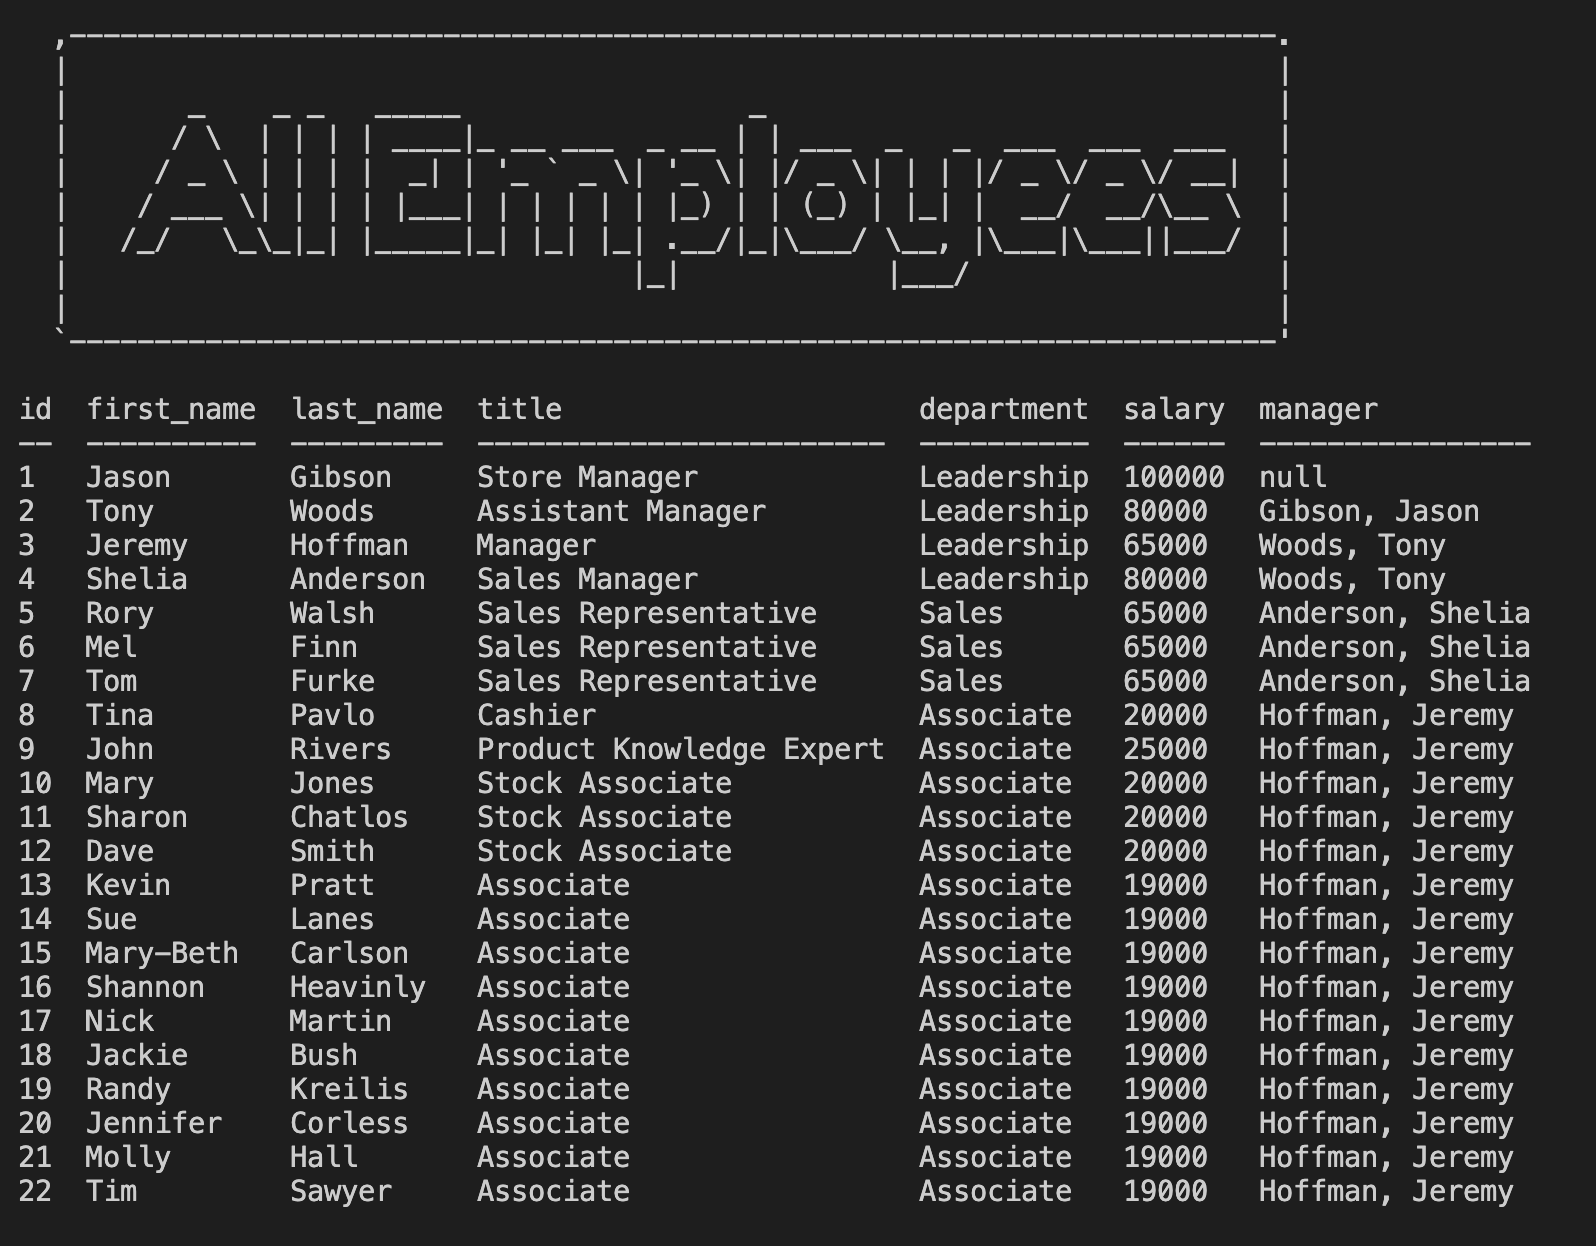 All Employees
id  first_name  last_name  title                     department  salary  manager
--  ----------  ---------  ------------------------  ----------  ------  ----------------
1   Jason       Gibson     Store Manager             Leadership  100000  null
2   Tony        Woods      Assistant Manager         Leadership  80000   Gibson, Jason
3   Jeremy      Hoffman    Manager                   Leadership  65000   Woods, Tony
4   Shelia      Anderson   Sales Manager             Leadership  80000   Woods, Tony
5   Rory        Walsh      Sales Representative      Sales       65000   Anderson, Shelia
6   Mel         Finn       Sales Representative      Sales       65000   Anderson, Shelia
7   Tom         Furke      Sales Representative      Sales       65000   Anderson, Shelia
8   Tina        Pavlo      Cashier                   Associate   20000   Hoffman, Jeremy
9   John        Rivers     Product Knowledge Expert  Associate   25000   Hoffman, Jeremy
10  Mary        Jones      Stock Associate           Associate   20000   Hoffman, Jeremy
11  Sharon      Chatlos    Stock Associate           Associate   20000   Hoffman, Jeremy
12  Dave        Smith      Stock Associate           Associate   20000   Hoffman, Jeremy
13  Kevin       Pratt      Associate                 Associate   19000   Hoffman, Jeremy
14  Sue         Lanes      Associate                 Associate   19000   Hoffman, Jeremy
15  Mary-Beth   Carlson    Associate                 Associate   19000   Hoffman, Jeremy
16  Shannon     Heavinly   Associate                 Associate   19000   Hoffman, Jeremy
17  Nick        Martin     Associate                 Associate   19000   Hoffman, Jeremy
18  Jackie      Bush       Associate                 Associate   19000   Hoffman, Jeremy
19  Randy       Kreilis    Associate                 Associate   19000   Hoffman, Jeremy
20  Jennifer    Corless    Associate                 Associate   19000   Hoffman, Jeremy
21  Molly       Hall       Associate                 Associate   19000   Hoffman, Jeremy
22  Tim         Sawyer     Associate                 Associate   19000   Hoffman, Jeremy